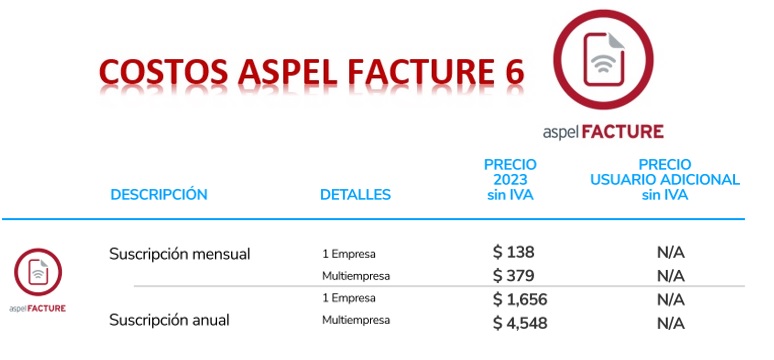 COSTOS ASPEL FACTURE 6
aspel FACTURE
DESCRIPCIÓN DETALLES PRECIO 2023 sin IVA PRECIO USUARIO ADICIONAL sin IVA
Suscripción mensual 1 Empresa $ 138 N/A
Multiempresa $ 379 N/A
aspel FACTURE
1 Empresa $ 1,656 N/A
Suscripción anual Multiempresa $ 4,548 N/A